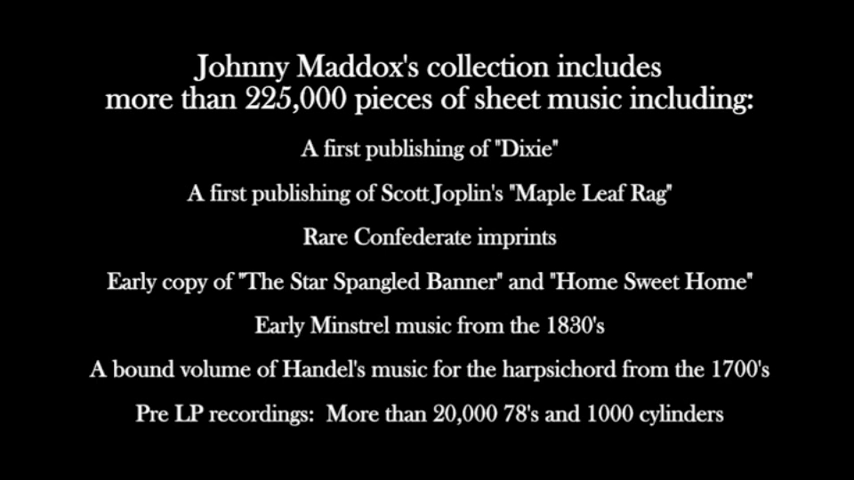 Johnny Maddox's collection includes
more than 225,000 pieces of sheet music including:
A first publishing of "Dixie"
A first publishing of Scott Joplin's "Maple Leaf Rag"
Rare Confederate imprints
Early copy of "The Star Spangled Banner" and "Home Sweet Home"
Early Minstrel music from the 1830's
A bound volume of Handel's music for the harpsichord from the 1700's
Pre LP recordings:  More than 20,000 78's and 1000 cylinders